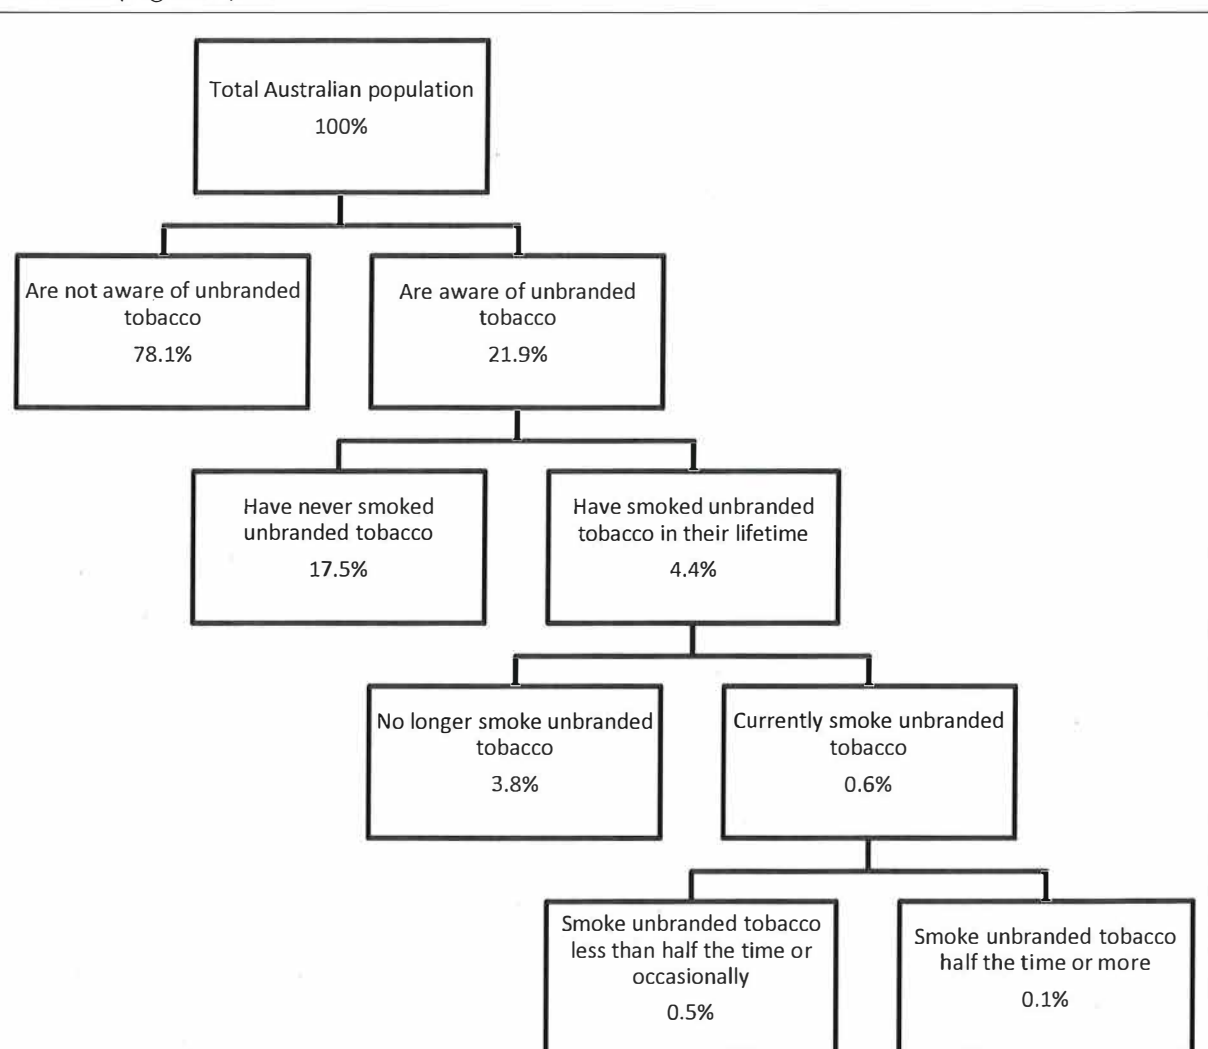 Total Australian population
100%
Are not aware of unbranded
tobacco
78.1%
Are aware of unbranded
tobacco
21.9%
Have never smoked
unbranded tobacco
17.5%
Have smoked unbranded
tobacco in their lifetime
4.4%
No longer smoke unbranded
tobacco
3.8%
Currently smoke unbranded
tobacco
0.6%
Smoke unbranded tobacco
less than half the time or
occasionally
0.5%
Smoke unbranded tobacco
half the time or more
0.1%